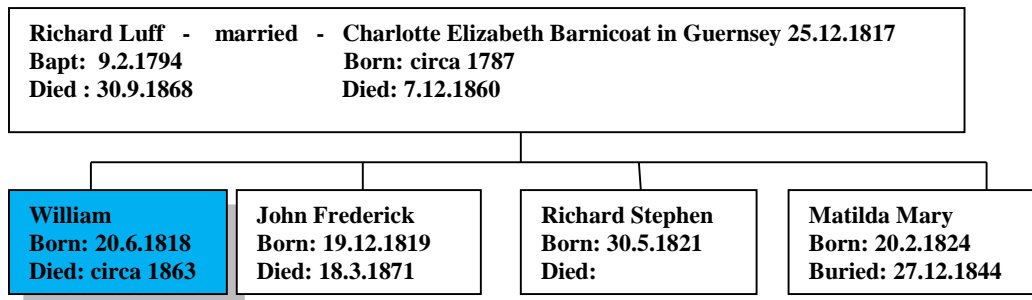 Richard Luff - married - Charlotte Elizabeth Barnicoat in Guernsey 25.12.1817
Bapt: 9.2.1794 Born: circa 1787
Died : 30.9.1868 Died: 7.12.1860
William
Born: 20.6.1818
Died: circa 1863
John Frederick
Born: 19.12.1819
Died: 18.3.1871
Richard Stephen
Born: 30.5.1821
Died:
Matilda Mary
Born: 20.2.1824
Buried: 27.12.1844